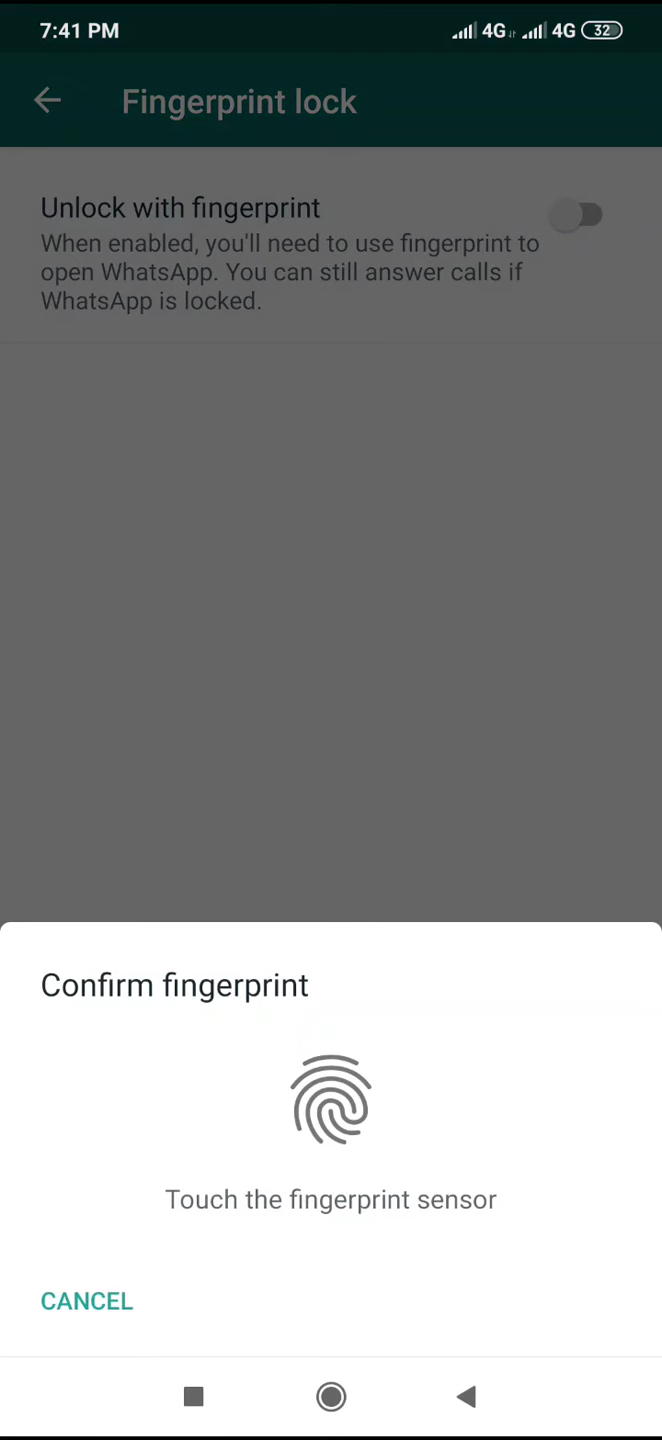 7:41 PM 4G 4G 32
Fingerprint lock
Unlock with fingerprint
When enabled, you'll need to use fingerprint to
open WhatsApp. You can still answer calls if
WhatsApp is locked.
Confirm fingerprint
Touch the fingerprint sensor
CANCEL